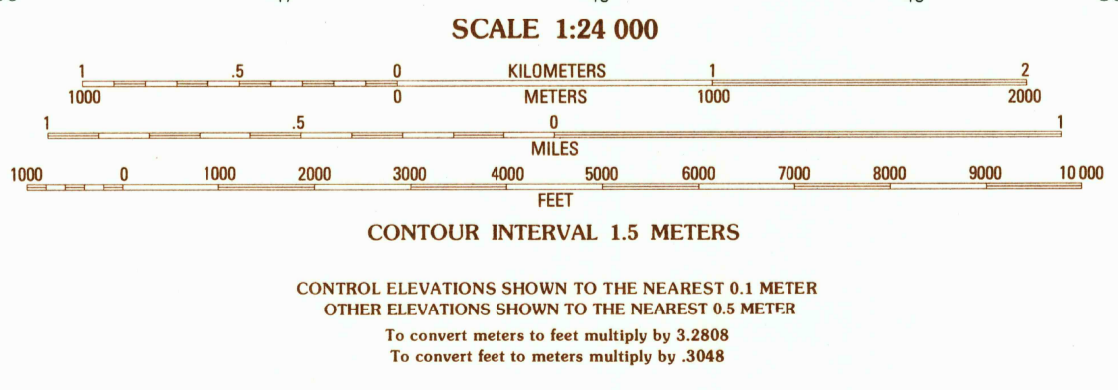 SCALE 1:24 000
1 .5 0 KILOMETERS 1 2
1000 0 METERS 1000 2000
1 .5 0 1
MILES
1000 0 1000 2000 3000 4000 5000 6000 7000 8000 9000 10 000
FEET
CONTOUR INTERVAL 1.5 METERS
CONTROL ELEVATIONS SHOWN TO THE NEAREST 0.1 METER
OTHER ELEVATIONS SHOWN TO THE NEAREST 0.5 METER
To convert meters to feet multiply by 3.2808
To convert feet to meters multiply by .3048